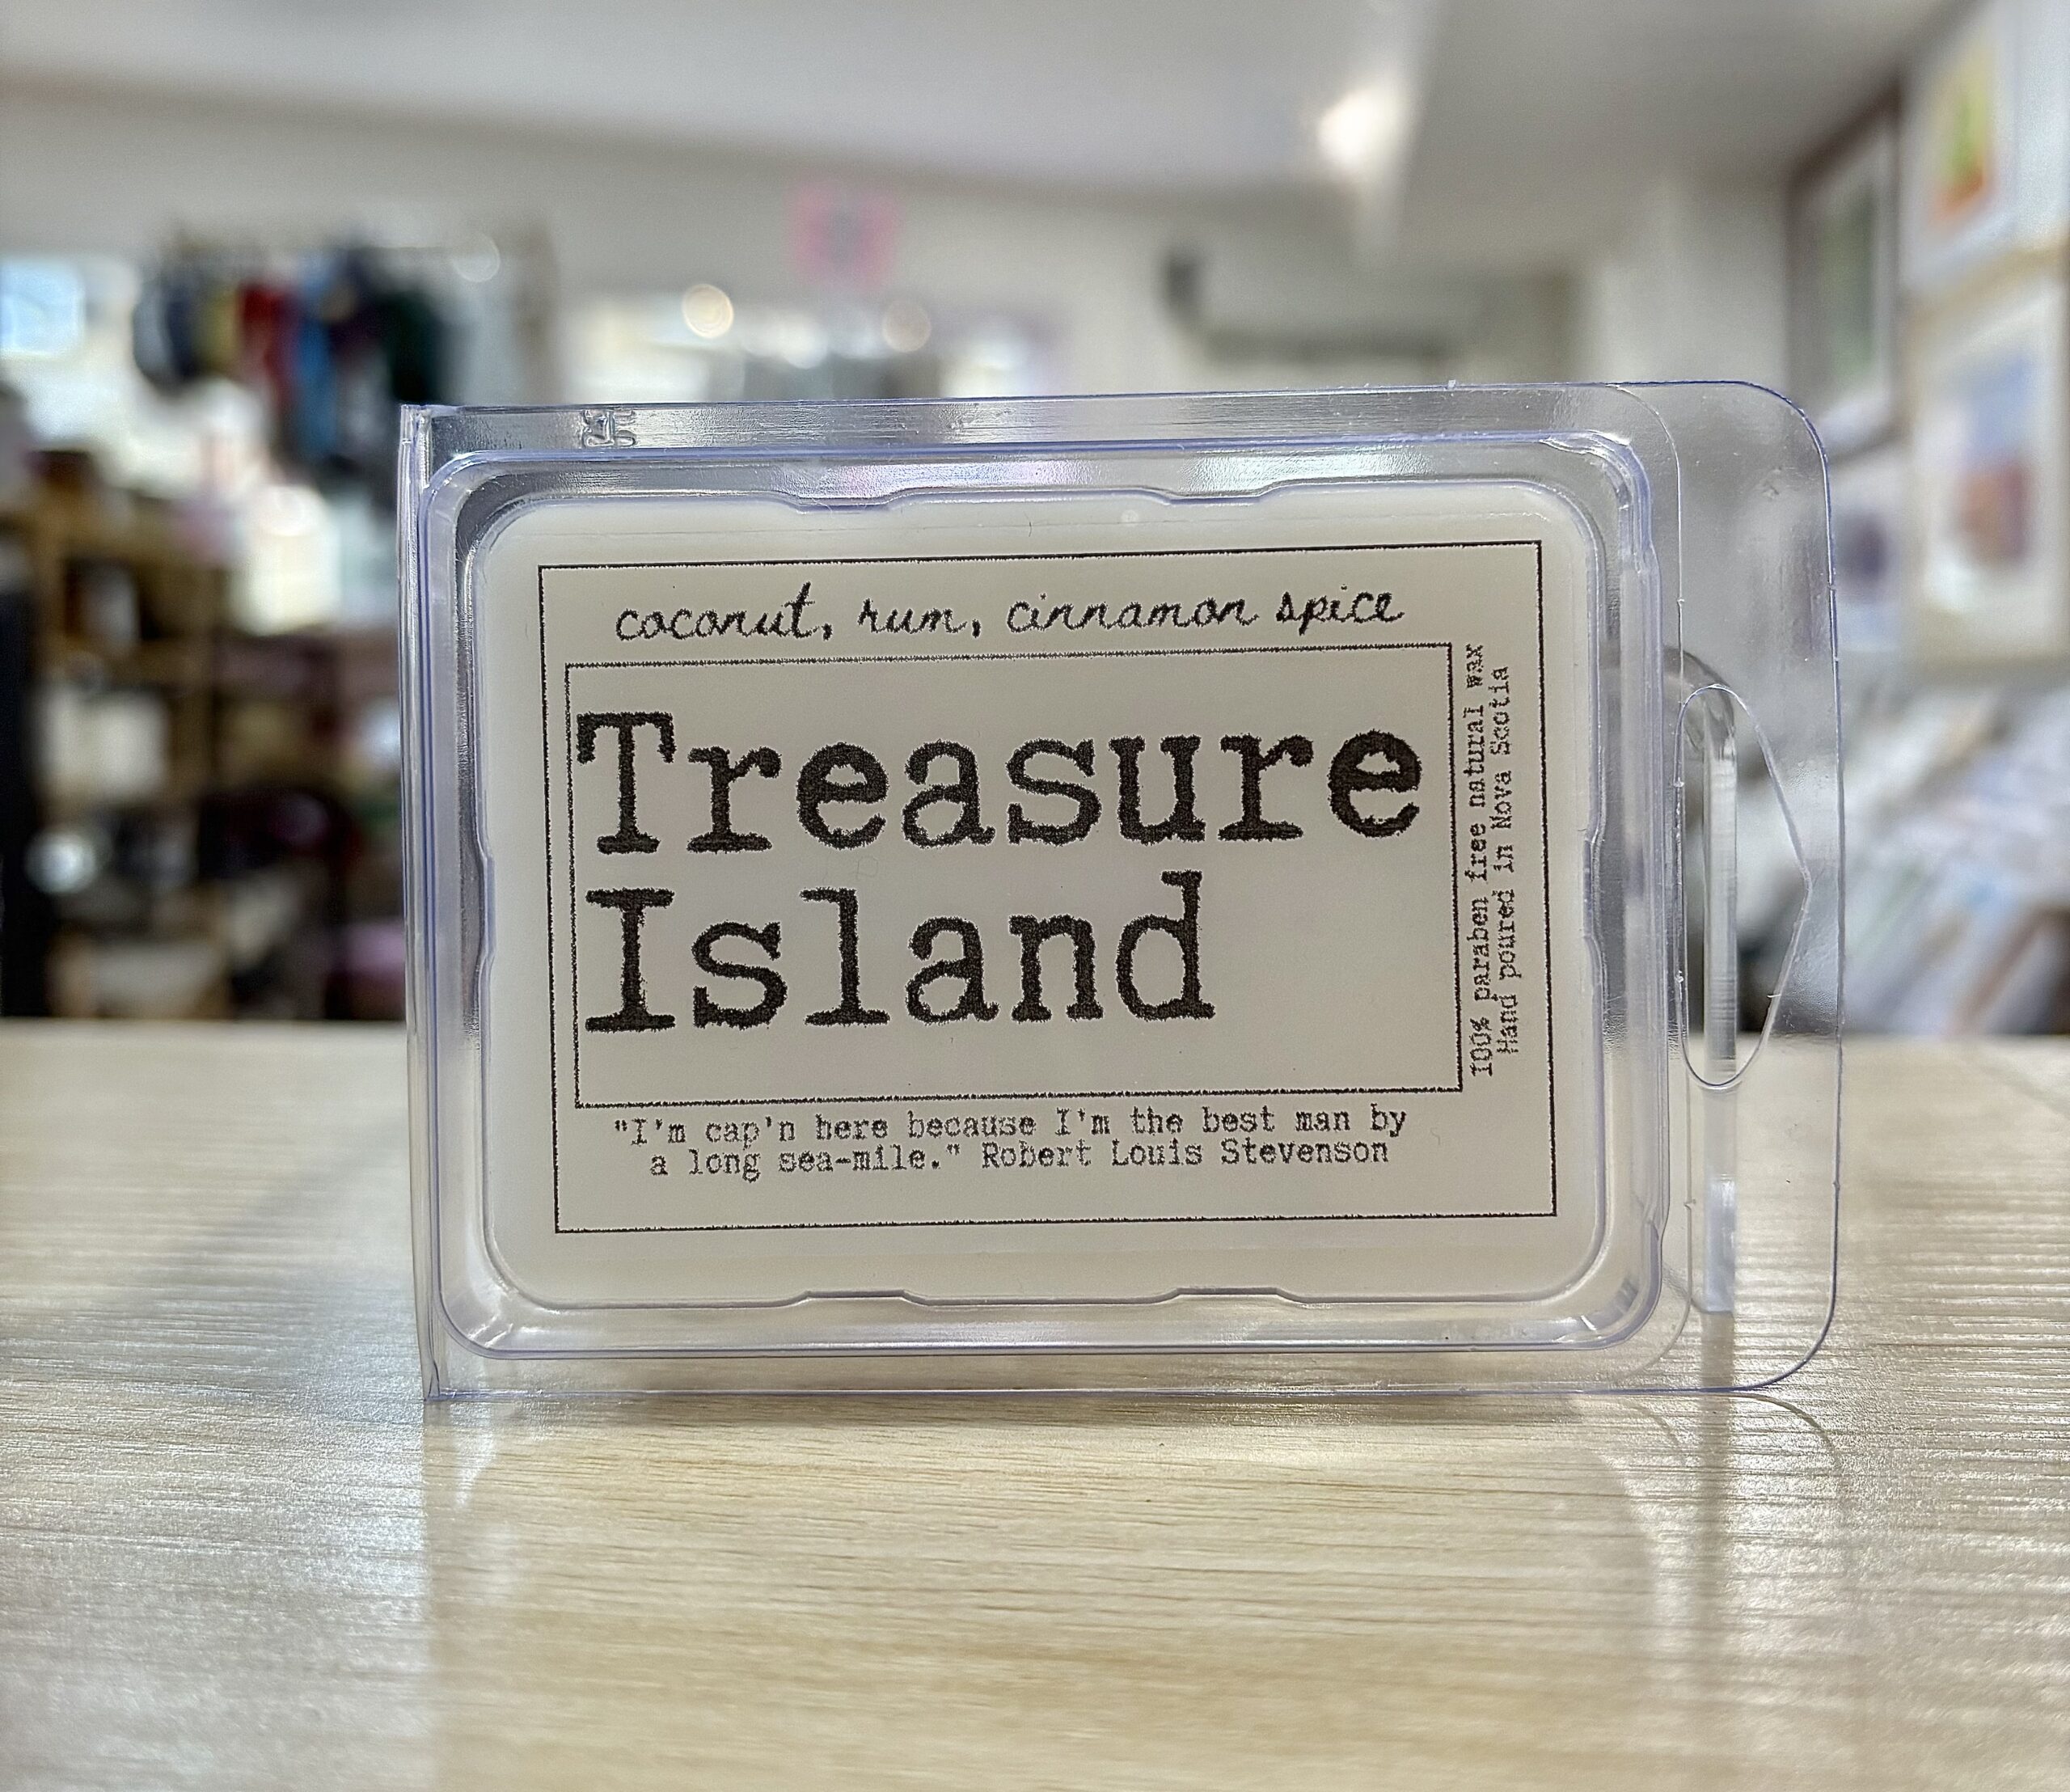 coconut, rum, cinnamon spice
Treasure
Island
100% paraben free natural wax
Hand poured in Nova Scotia
"I'm cap'n here because I'm the best man by
a long sea-mile." Robert Louis Stevenson